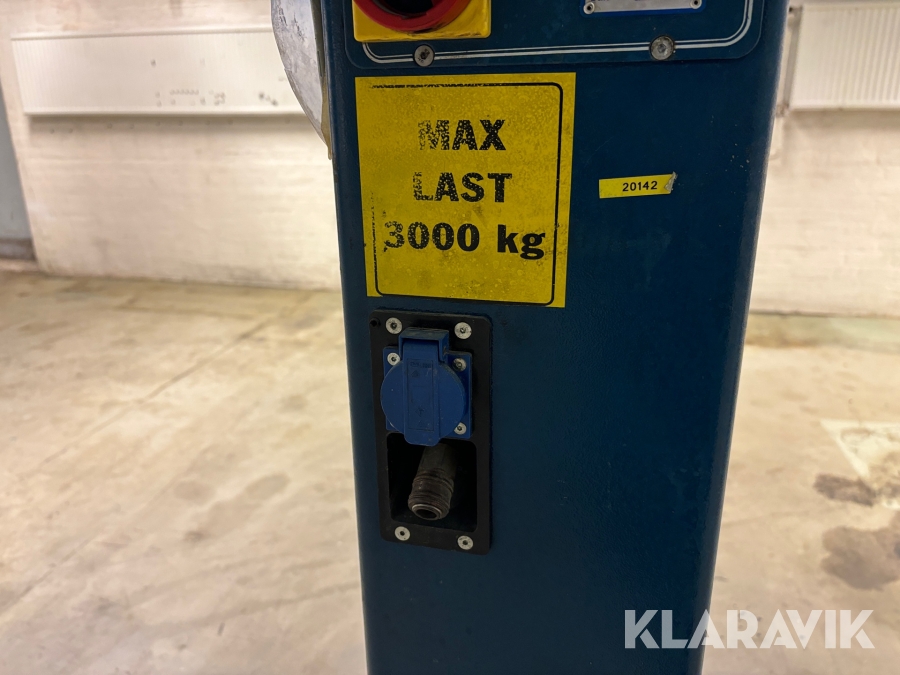 MAX
LAST
3000 kg
20142
KLARAVIK